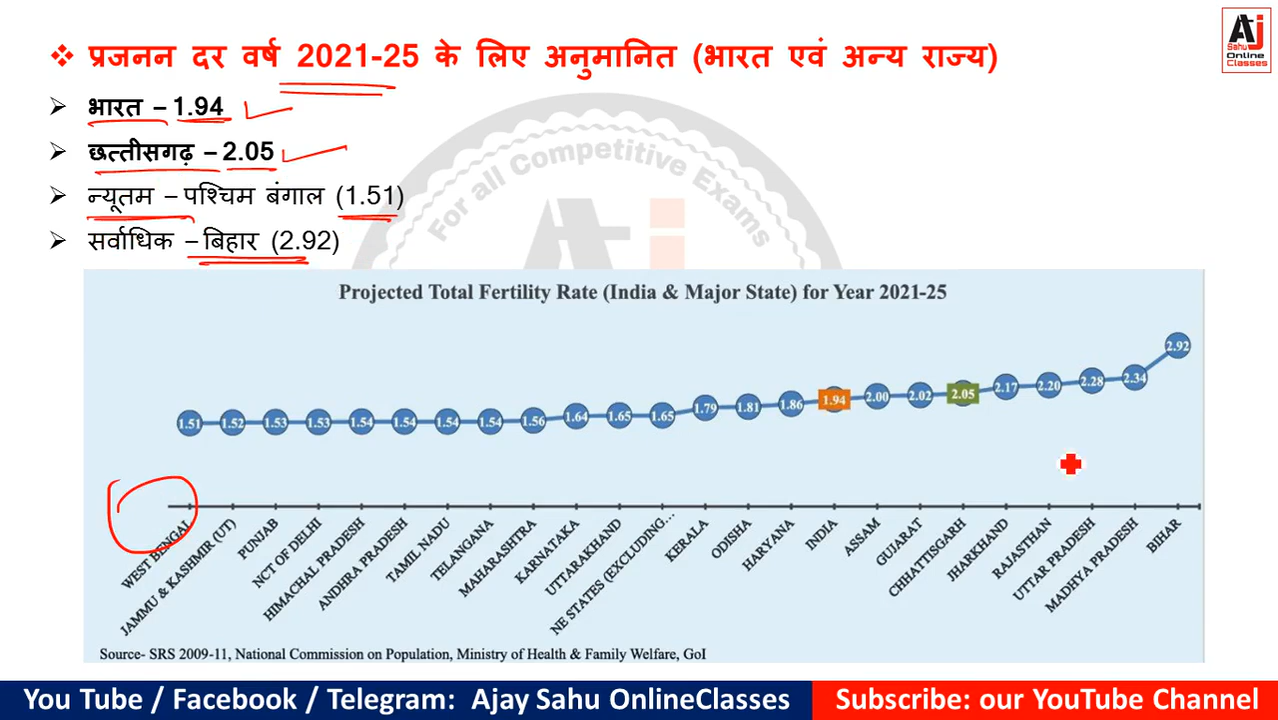 ❖ प्रजनन दर वर्ष 2021-25 के लिए अनुमानित (भारत एवं अन्य राज्य)
Aj
Sahu
Online
Classes
➢ भारत – 1.94
➢ छत्तीसगढ़ – 2.05
➢ न्यूतम – पश्चिम बंगाल (1.51)
➢ सर्वाधिक – बिहार (2.92)
For all Competitive Exams
Aj
Projected Total Fertility Rate (India & Major State) for Year 2021-25
1.51 1.52 1.53 1.53 1.54 1.54 1.54 1.54 1.56 1.64 1.65 1.65 1.79 1.81 1.86 1.94 2.00 2.02 2.05 2.17 2.20 2.28 2.34 2.92
WEST BENGAL
JAMMU & KASHMIR (UT)
PUNJAB
NCT OF DELHI
HIMACHAL PRADESH
ANDHRA PRADESH
TAMIL NADU
TELANGANA
MAHARASHTRA
KARNATAKA
UTTARAKHAND
NE STATES (EXCLUDING…
KERALA
ODISHA
HARYANA
INDIA
ASSAM
GUJARAT
CHHATTISGARH
JHARKHAND
RAJASTHAN
UTTAR PRADESH
MADHYA PRADESH
BIHAR
Source- SRS 2009-11, National Commission on Population, Ministry of Health & Family Welfare, GoI
You Tube / Facebook / Telegram: Ajay Sahu OnlineClasses
Subscribe: our YouTube Channel